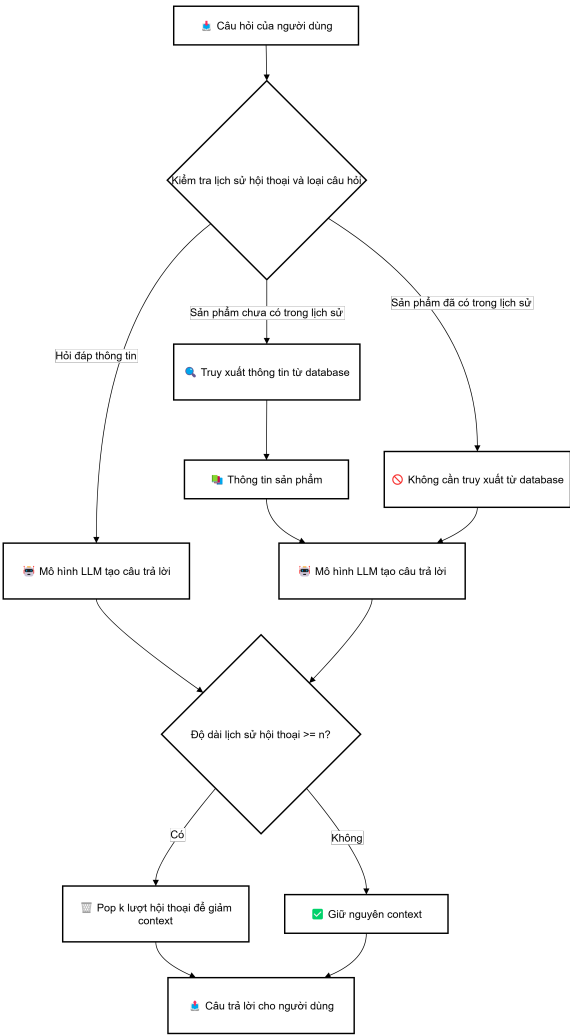 Câu hỏi của người dùng
Kiểm tra lịch sử hội thoại và loại câu hỏi
Sản phẩm đã có trong lịch sử
Sản phẩm chưa có trong lịch sử
Hỏi đáp thông tin
Truy xuất thông tin từ database
Thông tin sản phẩm
Không cần truy xuất từ database
Mô hình LLM tạo câu trả lời
Mô hình LLM tạo câu trả lời
Độ dài lịch sử hội thoại >= n?
Có
Không
Pop k lượt hội thoại để giảm
context
Giữ nguyên context
Câu trả lời cho người dùng